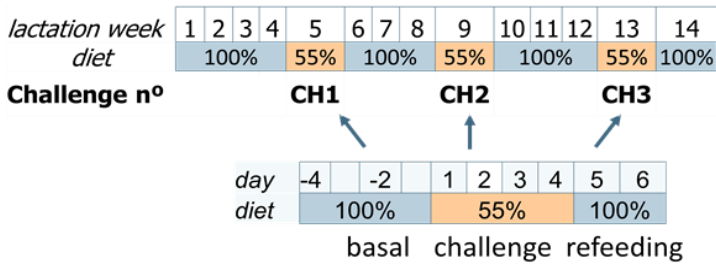 lactation week 1 2 3 4 5 6 7 8 9 10 11 12 13 14
diet 100% 55% 100% 55% 100% 55% 100%
Challenge nº CH1 CH2 CH3
day -4 -2 1 2 3 4 5 6
diet 100% 55% 100%
basal challenge refeeding